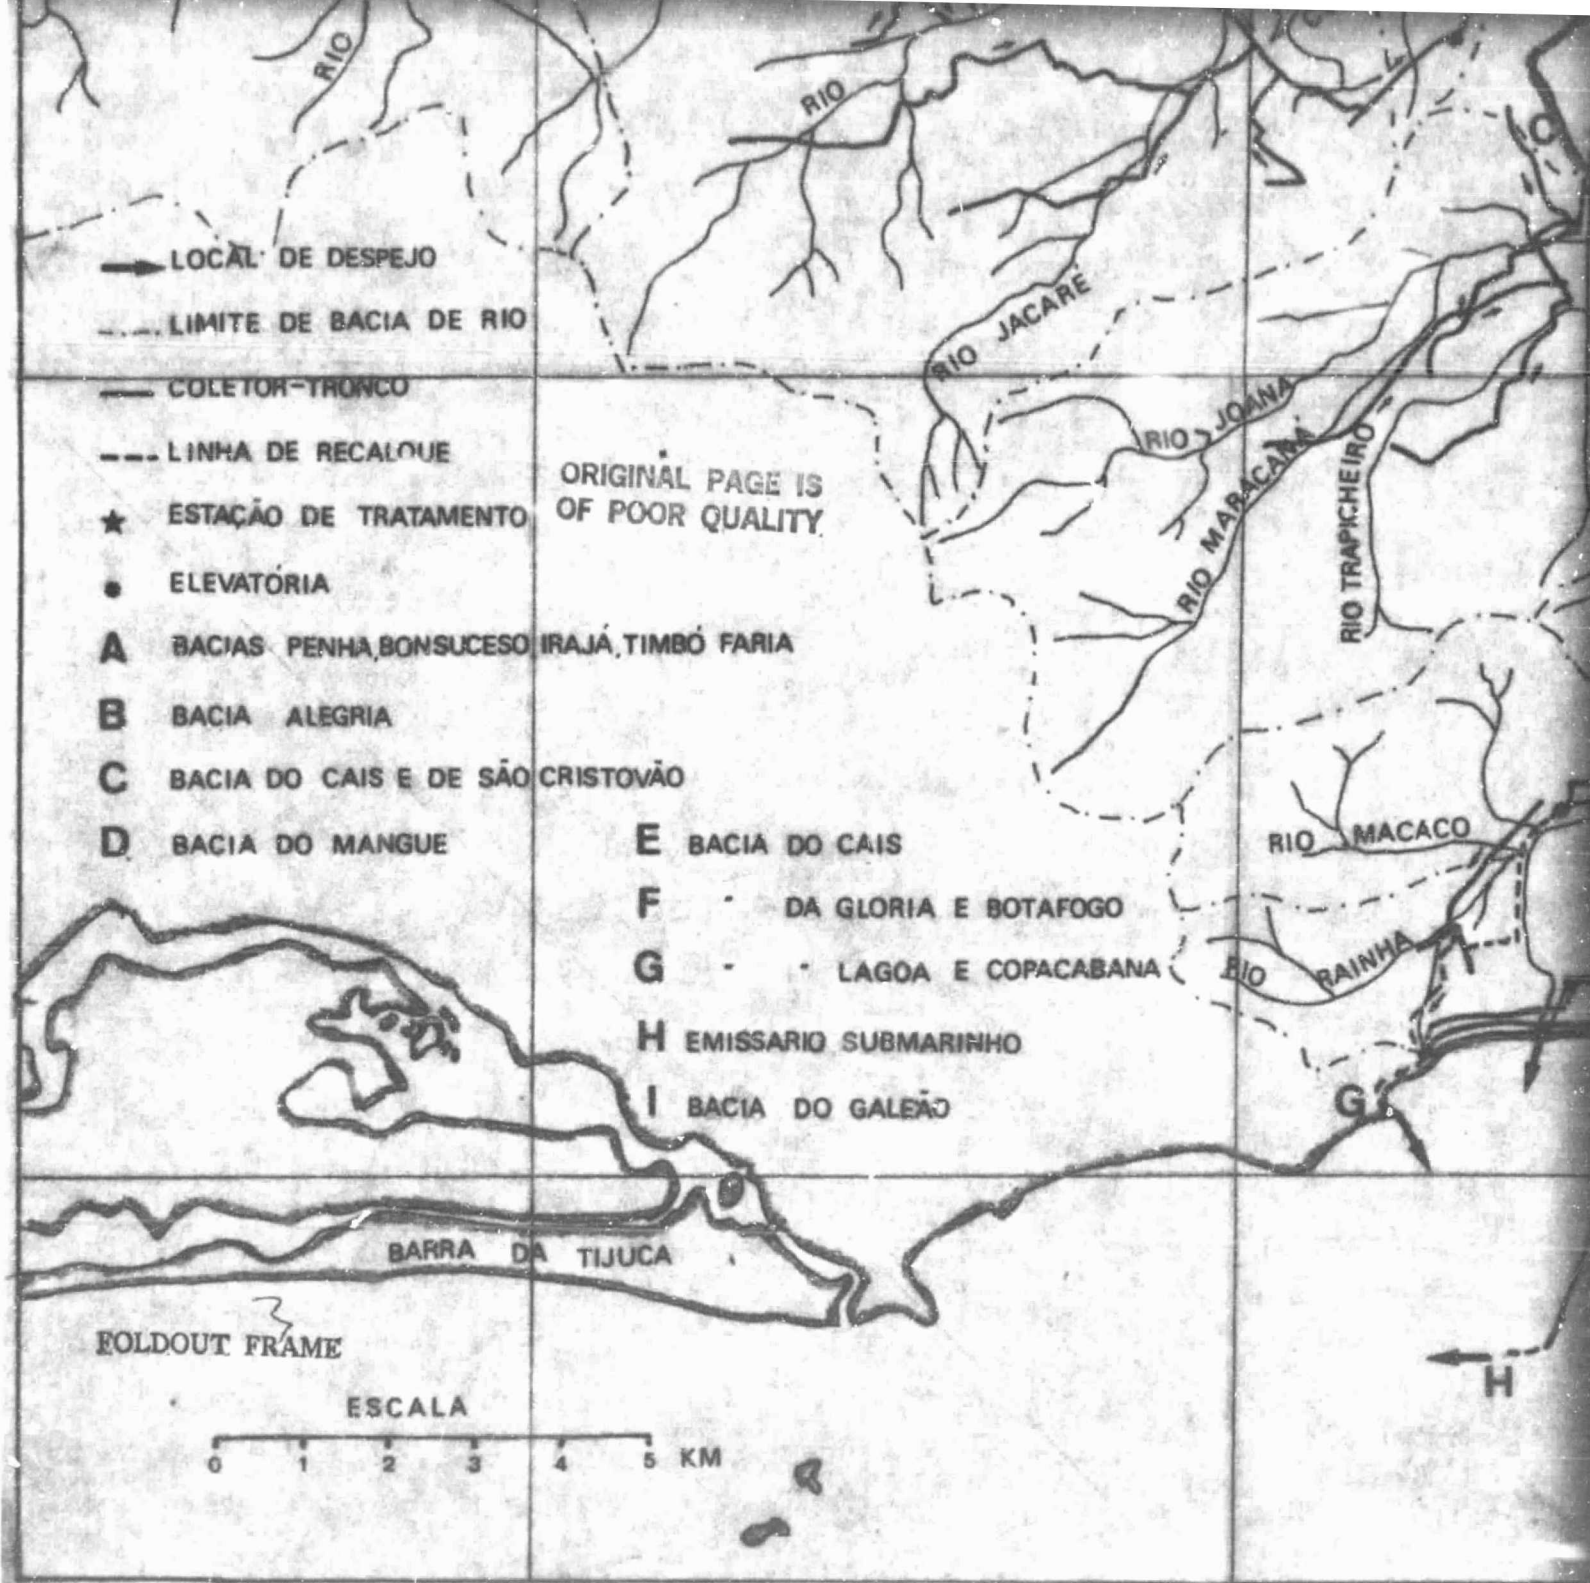 RIO
RIO
C
LOCAL DE DESPEJO
LIMITE DE BACIA DE RIO
COLETOR-TRONCO
LINHA DE RECALQUE
ESTAÇÃO DE TRATAMENTO
ELEVATÓRIA
A BACIAS PENHA, BONSUCESO IRAJÁ, TIMBÓ FARIA
B BACIA ALEGRIA
C BACIA DO CAIS E DE SÃO CRISTOVÃO
D BACIA DO MANGUE
E BACIA DO CAIS
F " DA GLORIA E BOTAFOGO
G " " LAGOA E COPACABANA
H EMISSARIO SUBMARINHO
I BACIA DO GALEÃO
ORIGINAL PAGE IS
OF POOR QUALITY
RIO JACARÉ
RIO JOANA
RIO MARACANÃ
RIO TRAPICHEIRO
RIO MACACO
RIO RAINHA
G
BARRA DA TIJUCA
H
3
FOLDOUT FRAME
ESCALA
0 1 2 3 4 5 KM